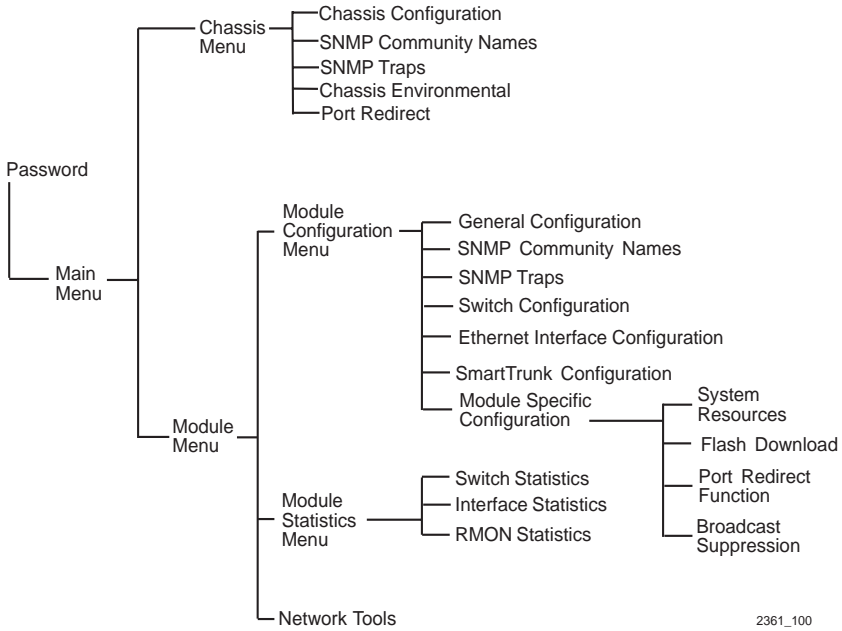 Chassis Configuration
Chassis
Menu
SNMP Community Names
SNMP Traps
Chassis Environmental
Port Redirect
Password
Main
Menu
Module
Configuration
Menu
General Configuration
SNMP Community Names
SNMP Traps
Switch Configuration
Ethernet Interface Configuration
SmartTrunk Configuration
Module Specific
Configuration
System
Resources
Flash Download
Port Redirect
Function
Broadcast
Suppression
Module
Menu
Module
Statistics
Menu
Switch Statistics
Interface Statistics
RMON Statistics
Network Tools
2361_100